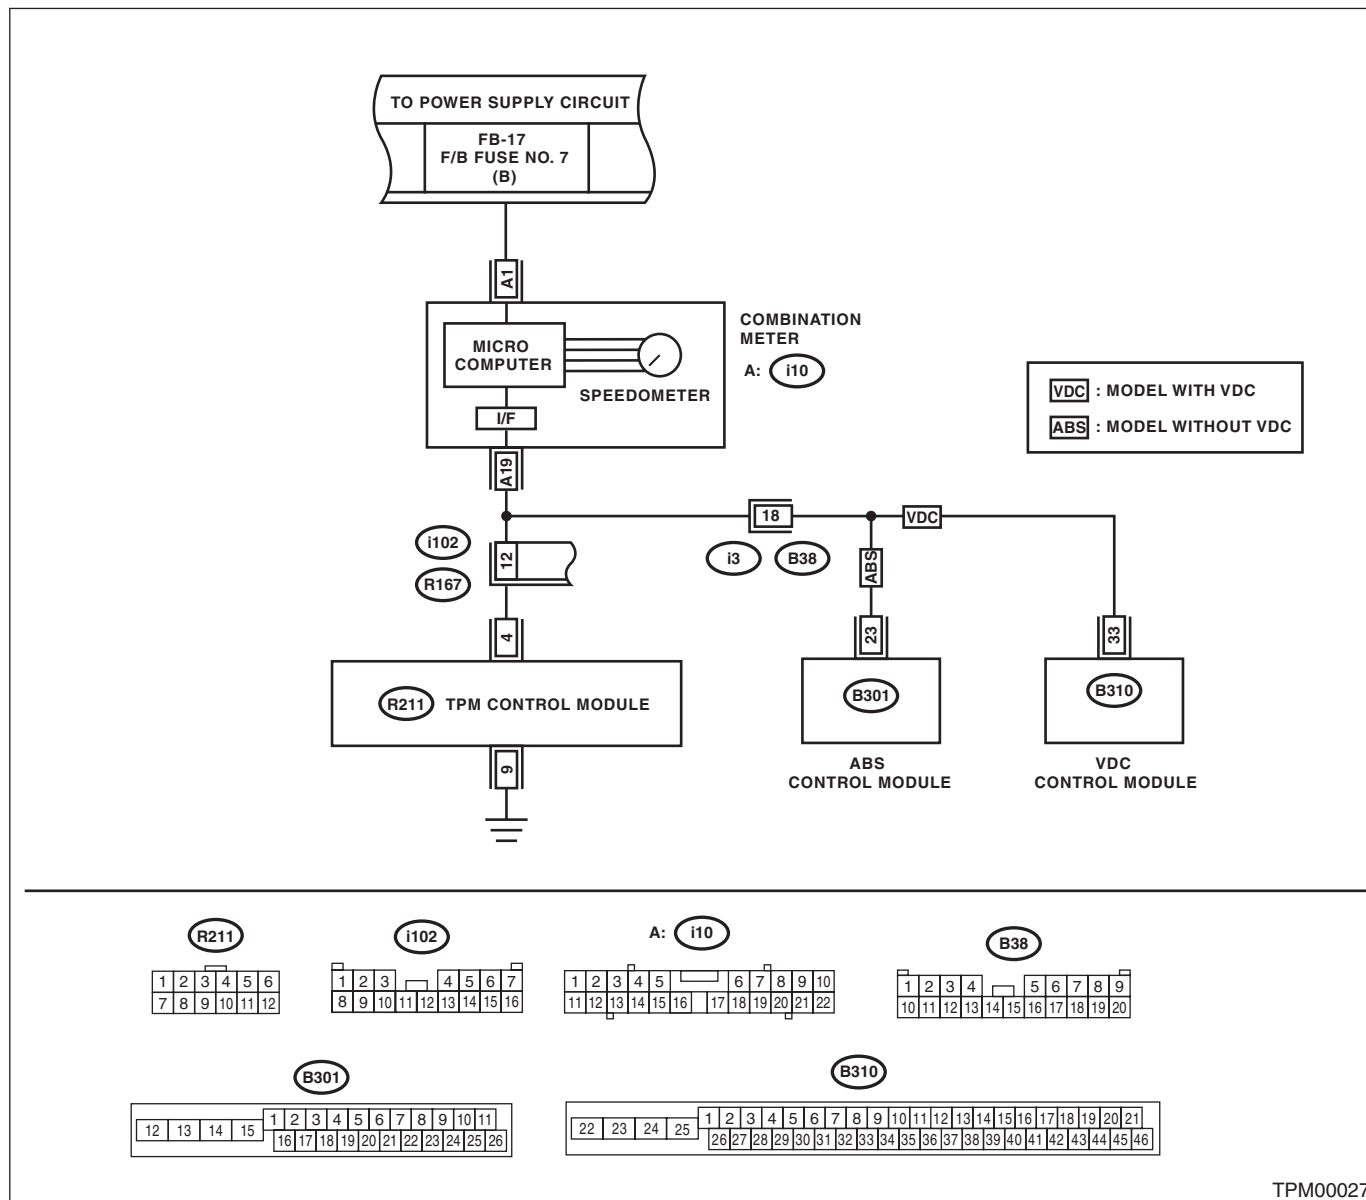 TO POWER SUPPLY CIRCUIT
FB-17
F/B FUSE NO. 7
(B)
A1
COMBINATION
METER
A: i10
MICRO
COMPUTER
SPEEDOMETER
I/F
A19
VDC : MODEL WITH VDC
ABS : MODEL WITHOUT VDC
18
VDC
i102
12
i3 B38
ABS
R167
4
23
33
R211 TPM CONTROL MODULE
B301
B310
9
ABS
CONTROL MODULE
VDC
CONTROL MODULE
R211
1 2 3 4 5 6
7 8 9 10 11 12
i102
1 2 3 4 5 6 7
8 9 10 11 12 13 14 15 16
A: i10
1 2 3 4 5 6 7 8 9 10
11 12 13 14 15 16 17 18 19 20 21 22
B38
1 2 3 4 5 6 7 8 9
10 11 12 13 14 15 16 17 18 19 20
B301
1 2 3 4 5 6 7 8 9 10 11
12 13 14 15
16 17 18 19 20 21 22 23 24 25 26
B310
1 2 3 4 5 6 7 8 9 10 11 12 13 14 15 16 17 18 19 20 21
22 23 24 25
26 27 28 29 30 31 32 33 34 35 36 37 38 39 40 41 42 43 44 45 46
TPM00027